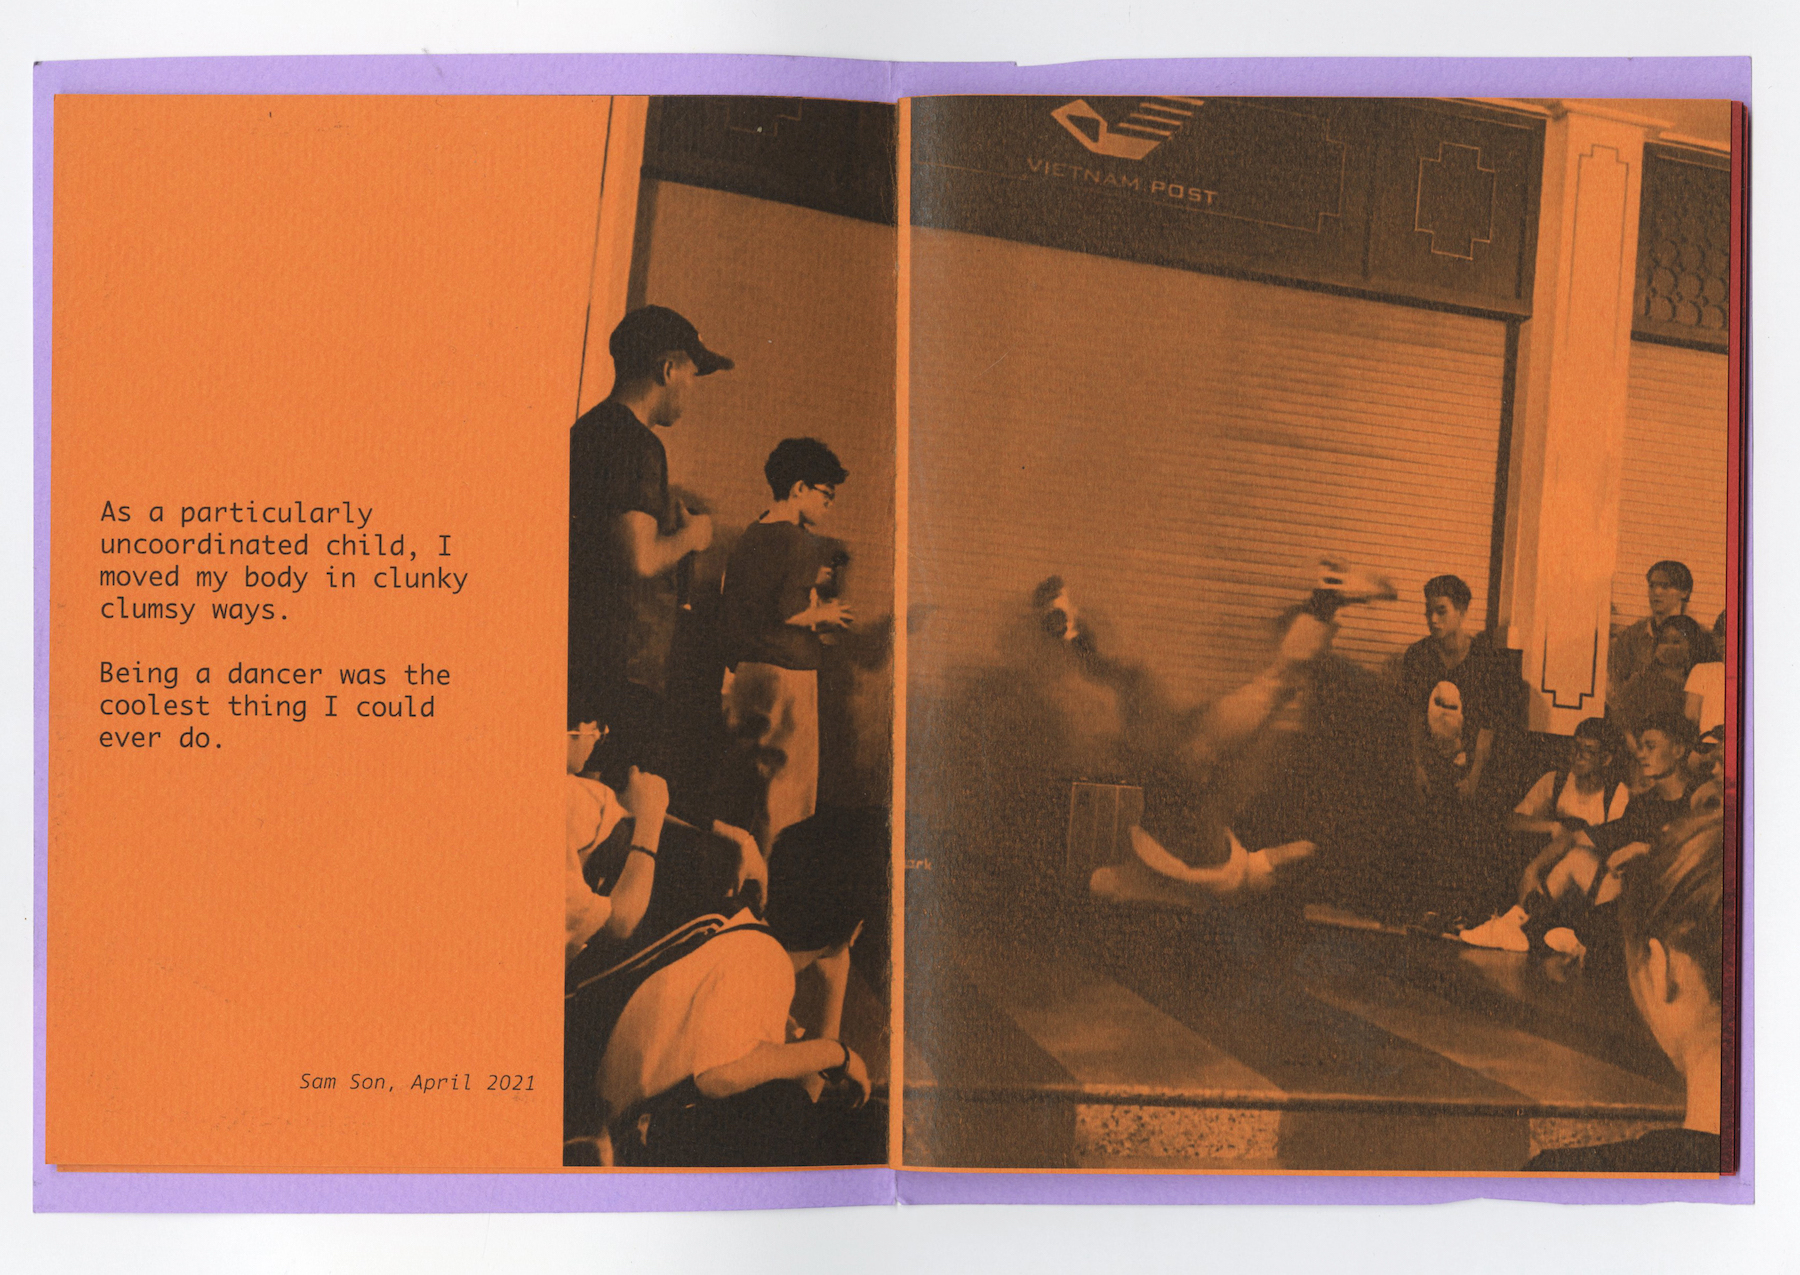 As a particularly
uncoordinated child, I
moved my body in clunky
clumsy ways.
Being a dancer was the
coolest thing I could
ever do.
Sam Son, April 2021
VIETNAM POST